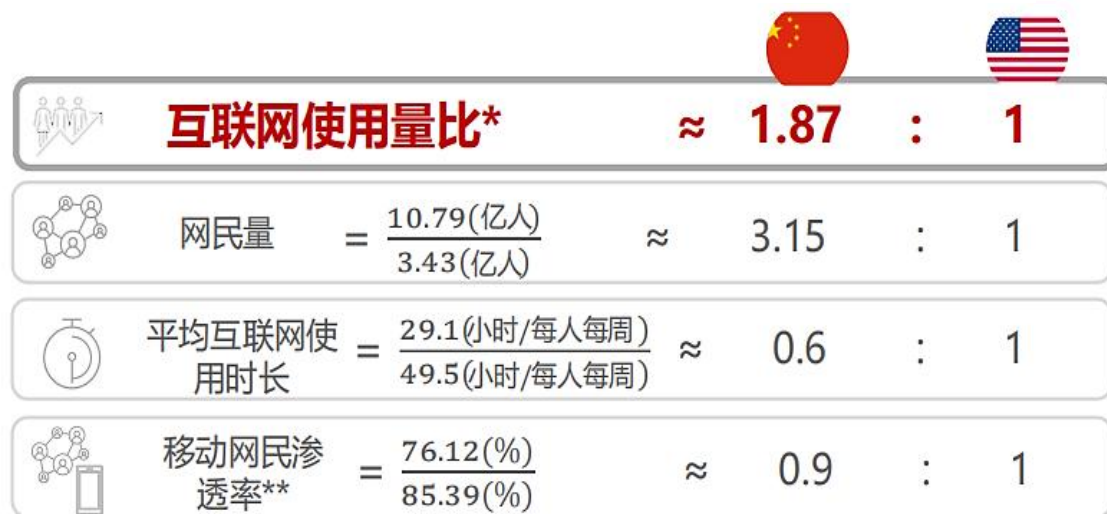 互联网使用量比* ≈ 1.87 : 1
网民量 = 10.79(亿人) / 3.43(亿人) ≈ 3.15 : 1
平均互联网使
用时长 = 29.1(小时/每人每周) / 49.5(小时/每人每周) ≈ 0.6 : 1
移动网民渗
透率** = 76.12(%) / 85.39(%) ≈ 0.9 : 1